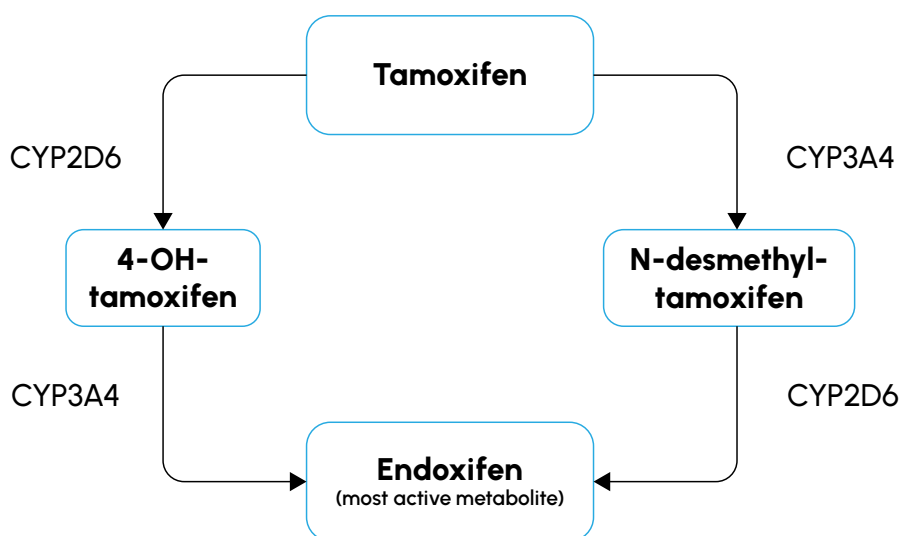 Tamoxifen
CYP2D6
CYP3A4
4-OH-
tamoxifen
N-desmethyl-
tamoxifen
CYP3A4
CYP2D6
Endoxifen
(most active metabolite)